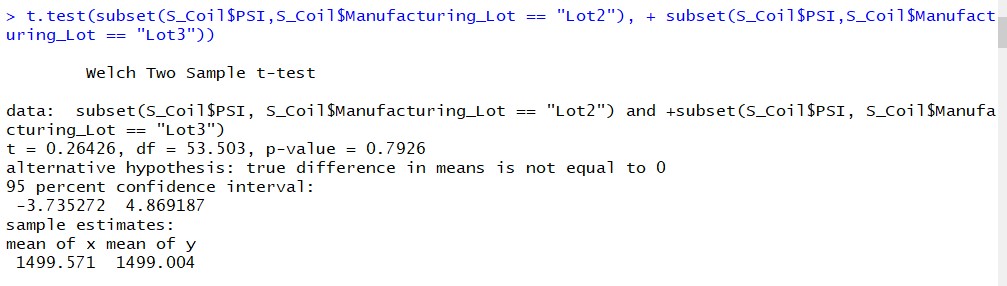 > t.test(subset(S_Coil$PSI,S_Coil$Manufacturing_Lot == "Lot2"), + subset(S_Coil$PSI,S_Coil$Manufact
uring_Lot == "Lot3"))
Welch Two Sample t-test
data:  subset(S_Coil$PSI, S_Coil$Manufacturing_Lot == "Lot2") and +subset(S_Coil$PSI, S_Coil$Manufa
cturing_Lot == "Lot3")
t = 0.26426, df = 53.503, p-value = 0.7926
alternative hypothesis: true difference in means is not equal to 0
95 percent confidence interval:
-3.735272  4.869187
sample estimates:
mean of x mean of y
1499.571  1499.004